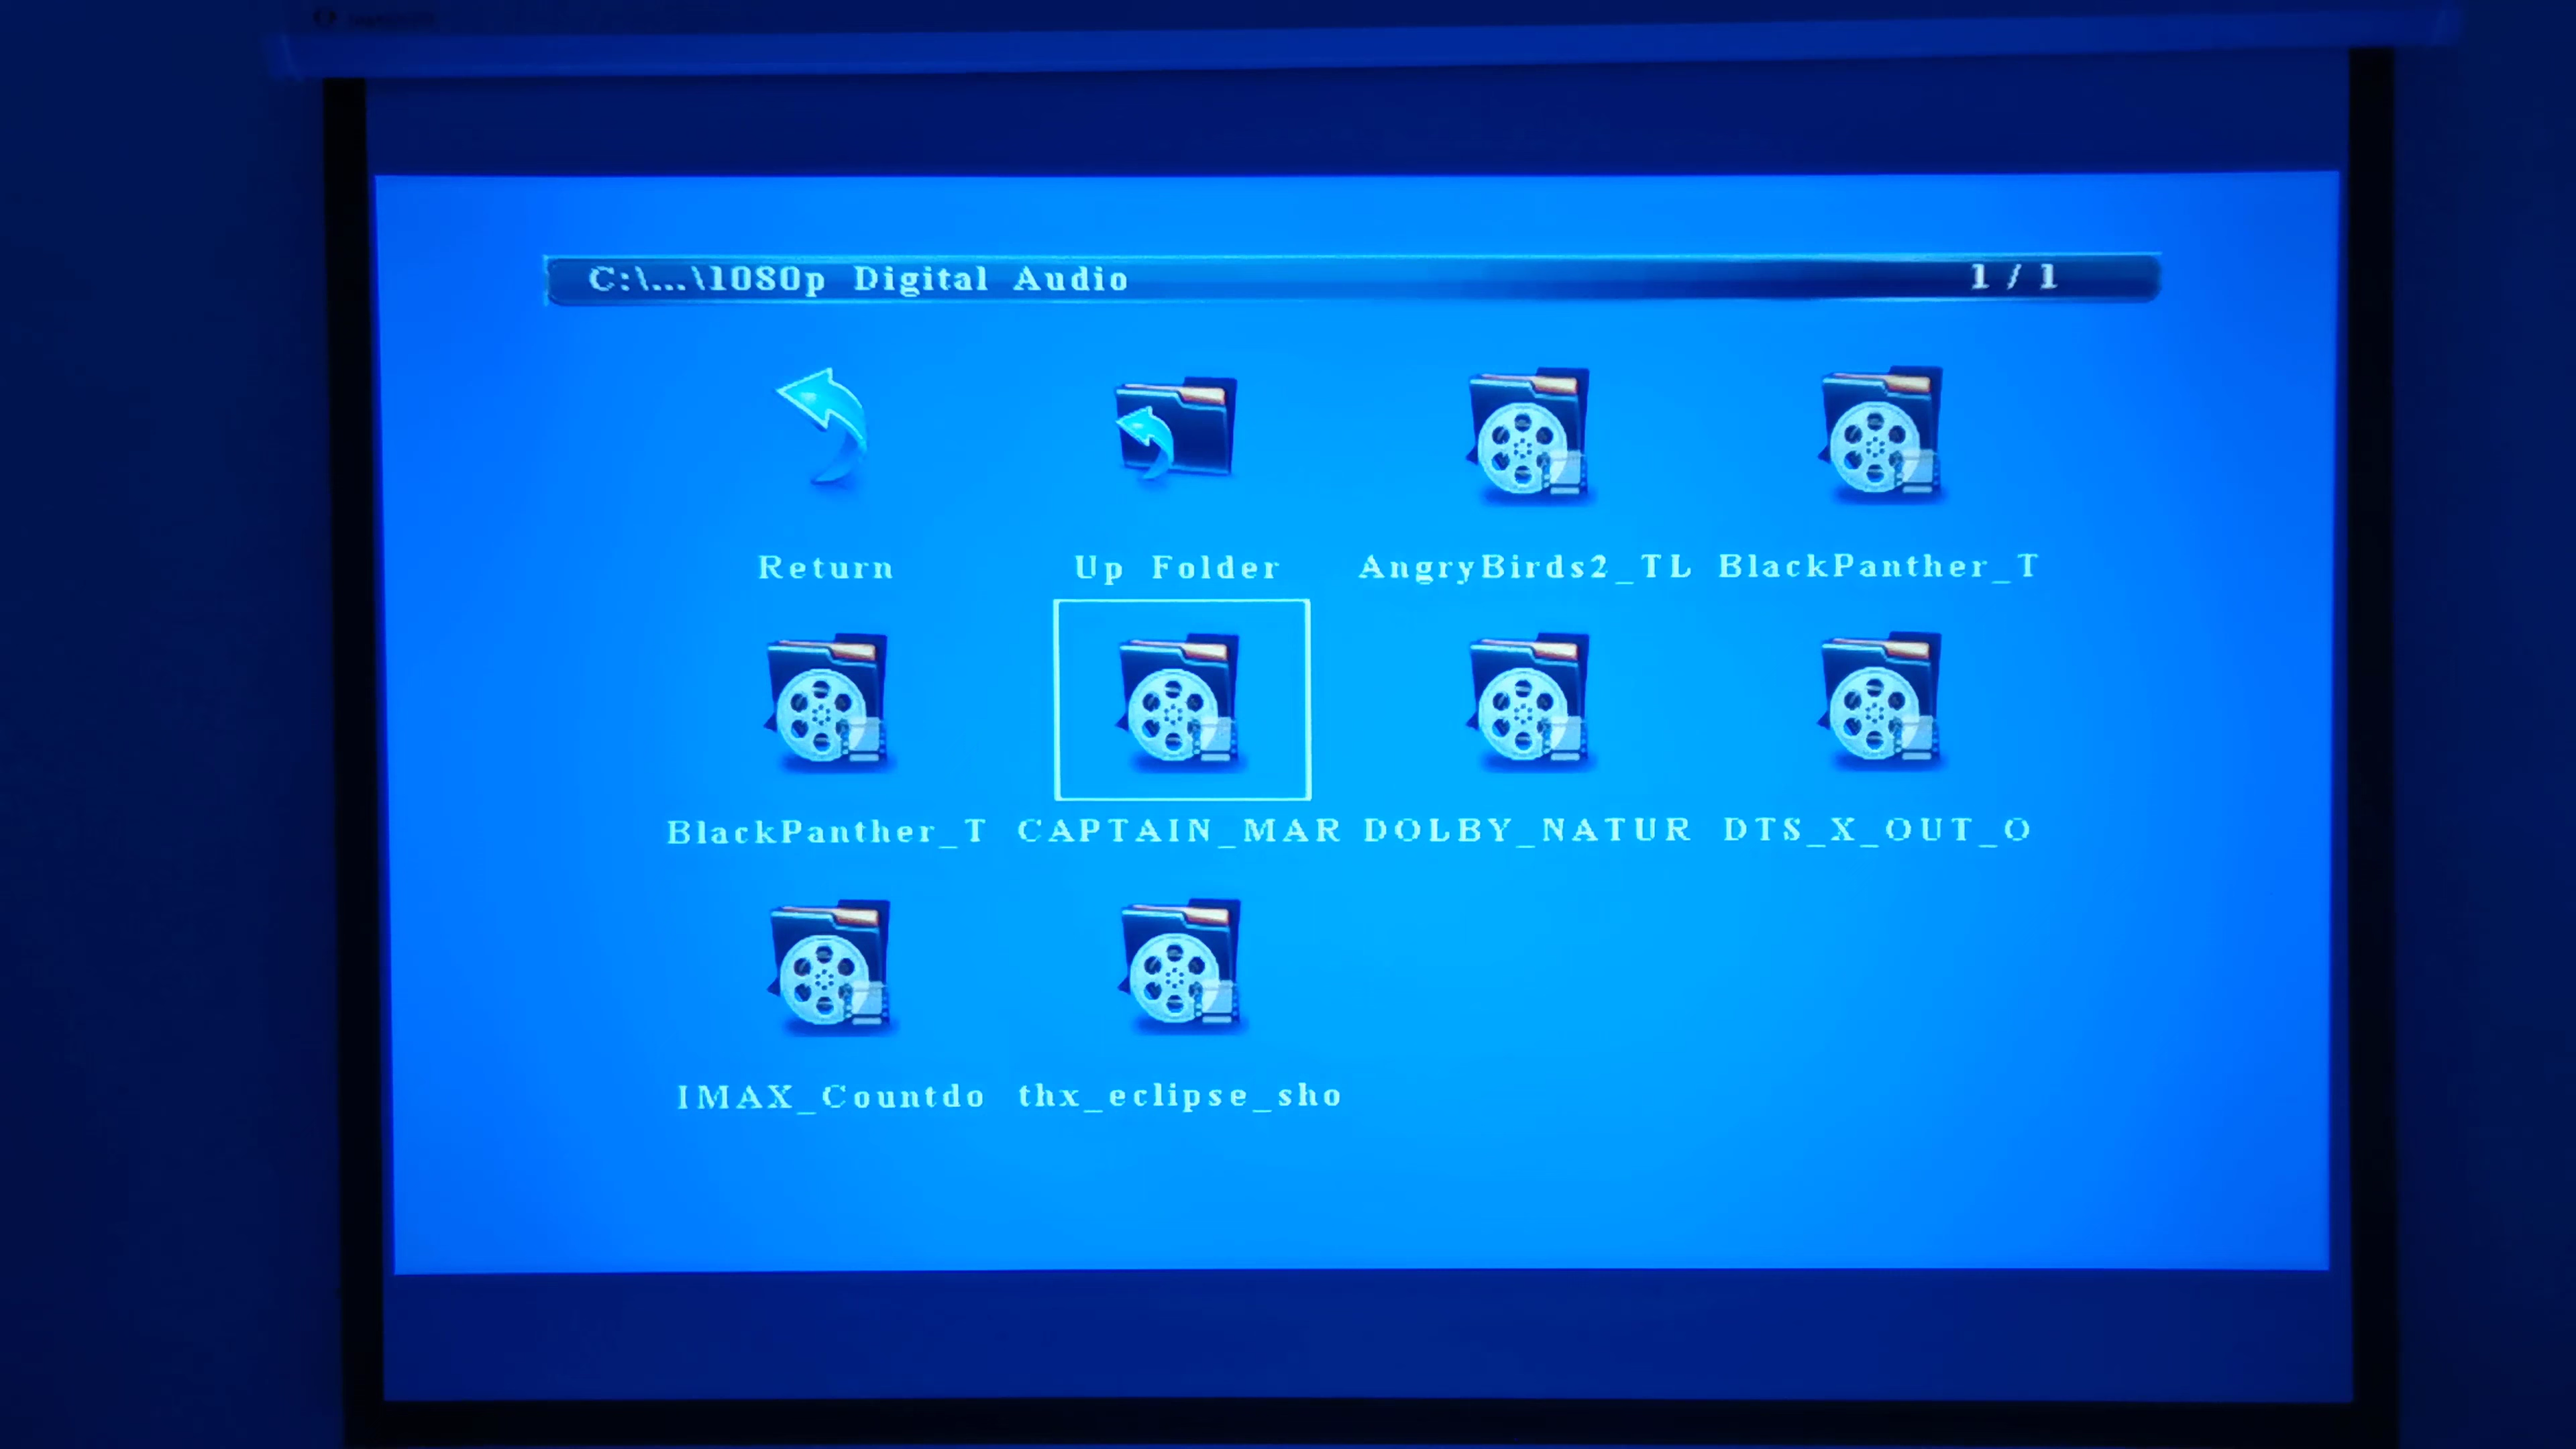 C:\...\1080p Digital Audio 1 / 1
Return Up Folder AngryBirds2_TL BlackPanther_T
BlackPanther_T CAPTAIN_MAR DOLBY_NATUR DTS_X_OUT_O
IMAX_Countdo thx_eclipse_sho